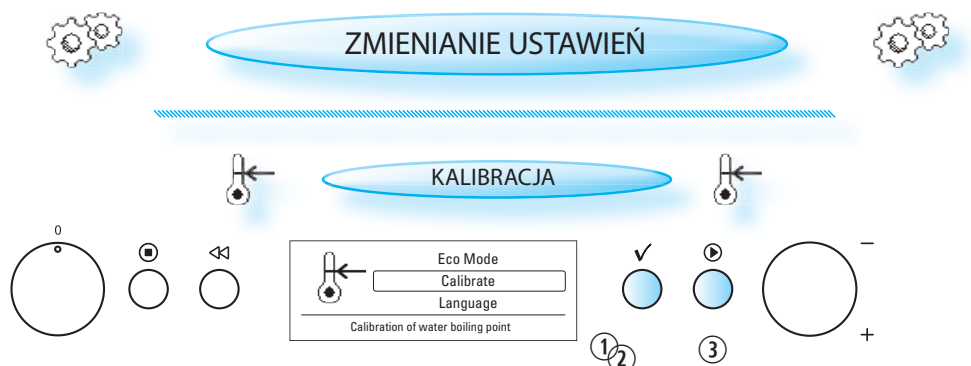 ZMIENIANIE USTAWIEŃ
KALIBRACJA
0
Eco Mode
Calibrate
Language
Calibration of water boiling point
✓
−
+
① ② ③